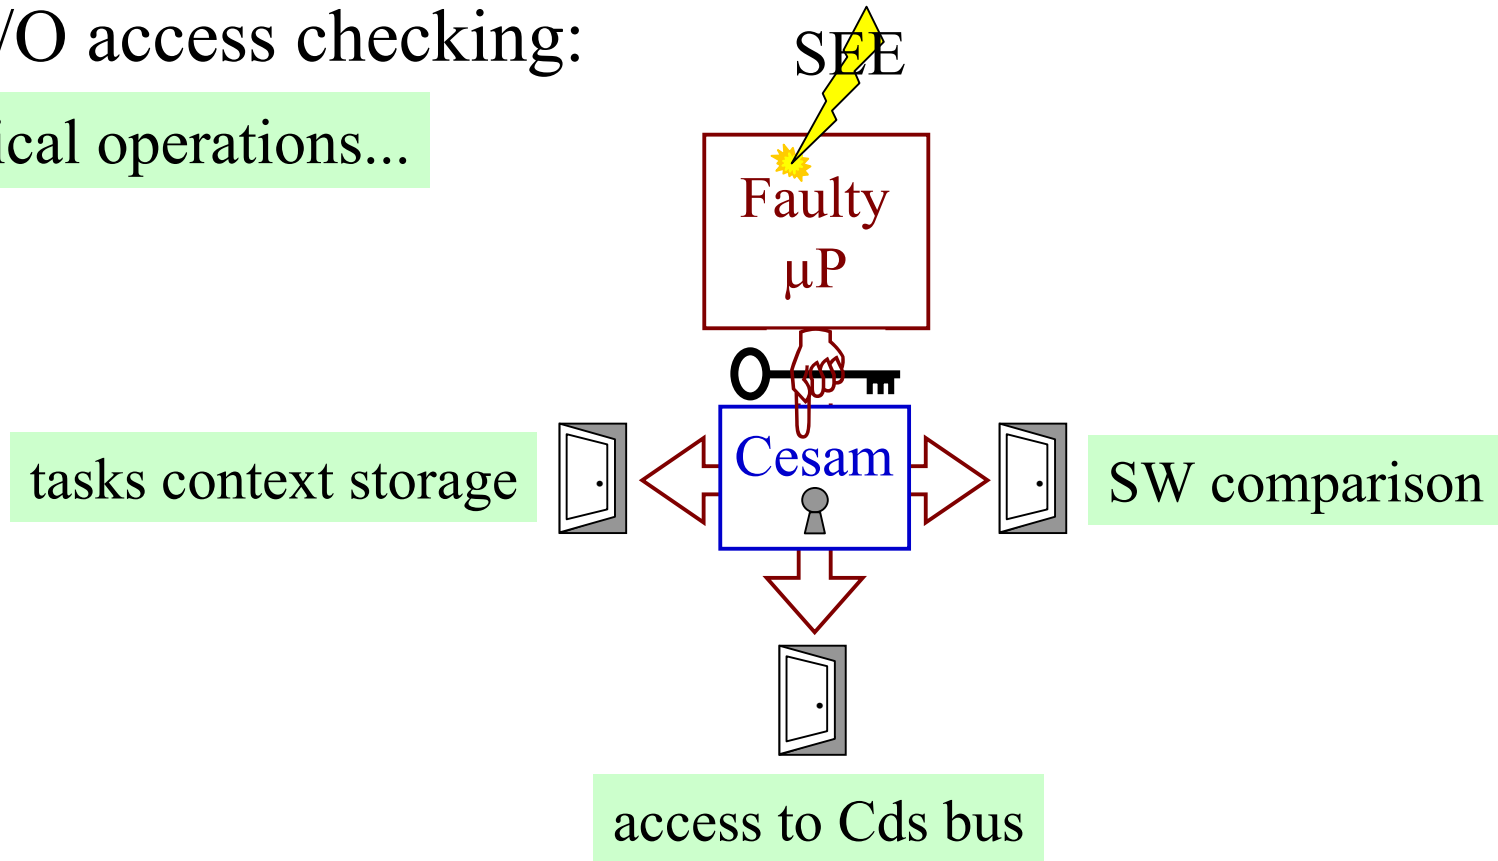 /O access checking:
SEE
ical operations...
Faulty
µP
Cesam
tasks context storage
SW comparison
access to Cds bus